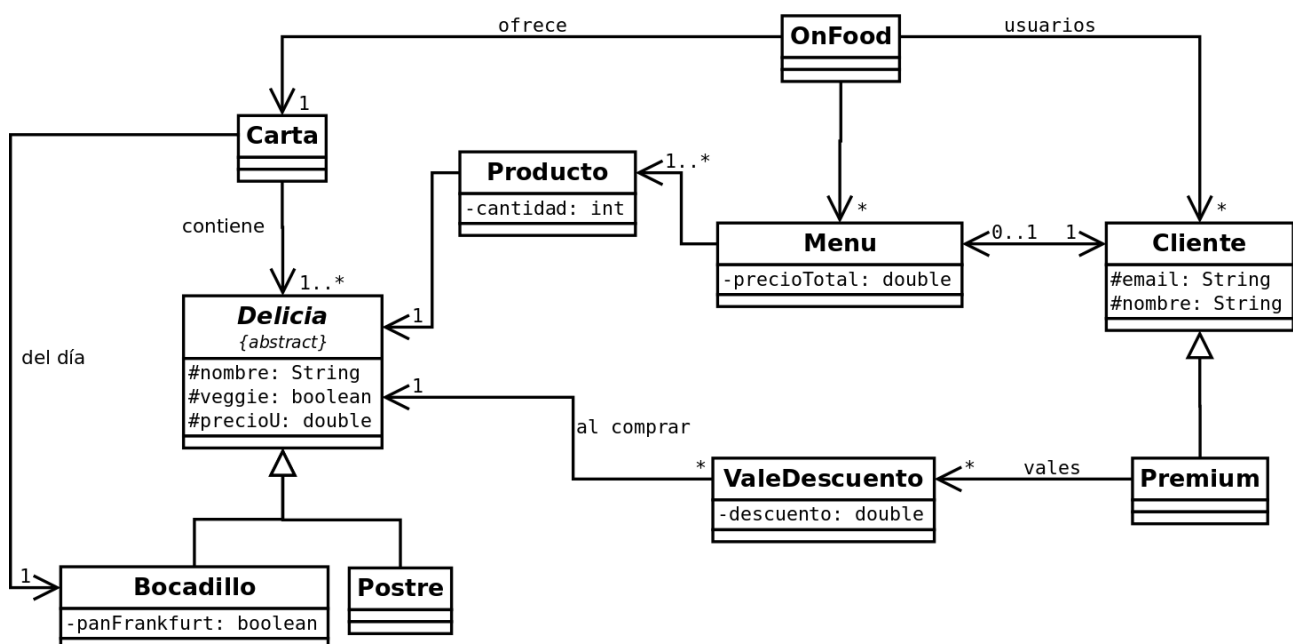 ofrece
OnFood
usuarios
1
Carta
Producto
-cantidad: int
1..*
*
*
contiene
Menu
-precioTotal: double
0..1
1
Cliente
#email: String
#nombre: String
1..*
Delicia
{abstract}
#nombre: String
#veggie: boolean
#precioU: double
1
del día
1
al comprar
*
ValeDescuento
-descuento: double
*
vales
Premium
1
Bocadillo
-panFrankfurt: boolean
Postre